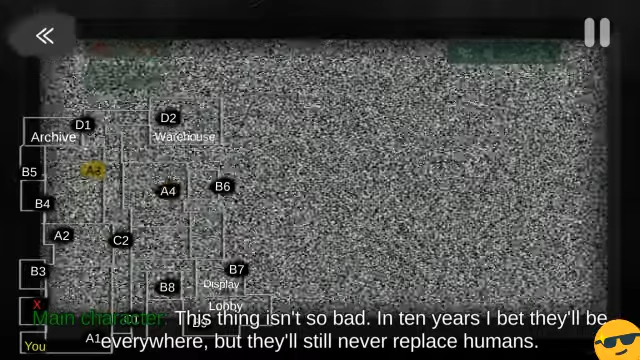 D1
D2
Archive
Warehouse
B5
A3
A4
B6
B4
A2
C2
B3
B7
B8
Display
X
Lobby
Main character: This thing isn't so bad. In ten years I bet they'll be
You
A1
everywhere, but they'll still never replace humans.